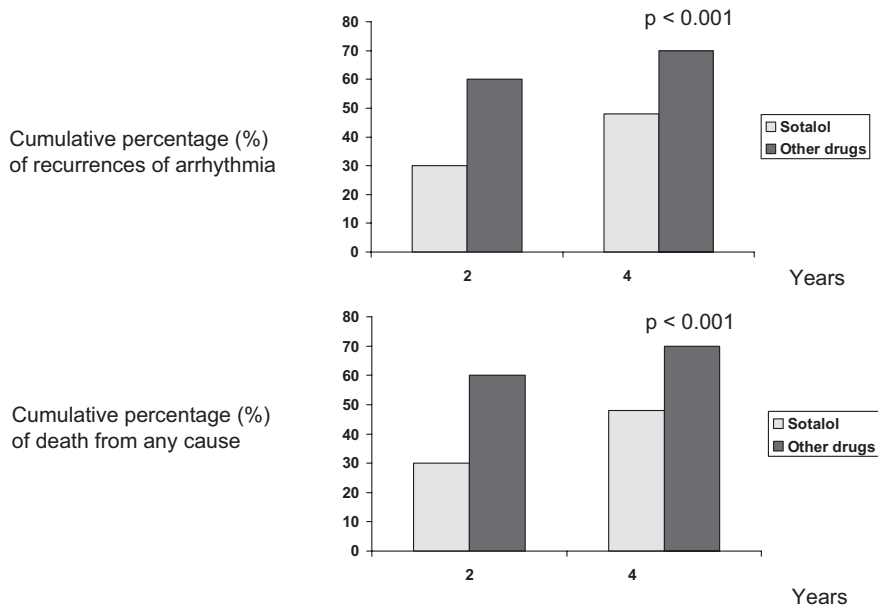 80
70
60
50
40
30
20
10
0
p < 0.001
Cumulative percentage (%)
of recurrences of arrhythmia
Sotalol
Other drugs
2
4
Years
80
70
60
50
40
30
20
10
0
p < 0.001
Cumulative percentage (%)
of death from any cause
Sotalol
Other drugs
2
4
Years